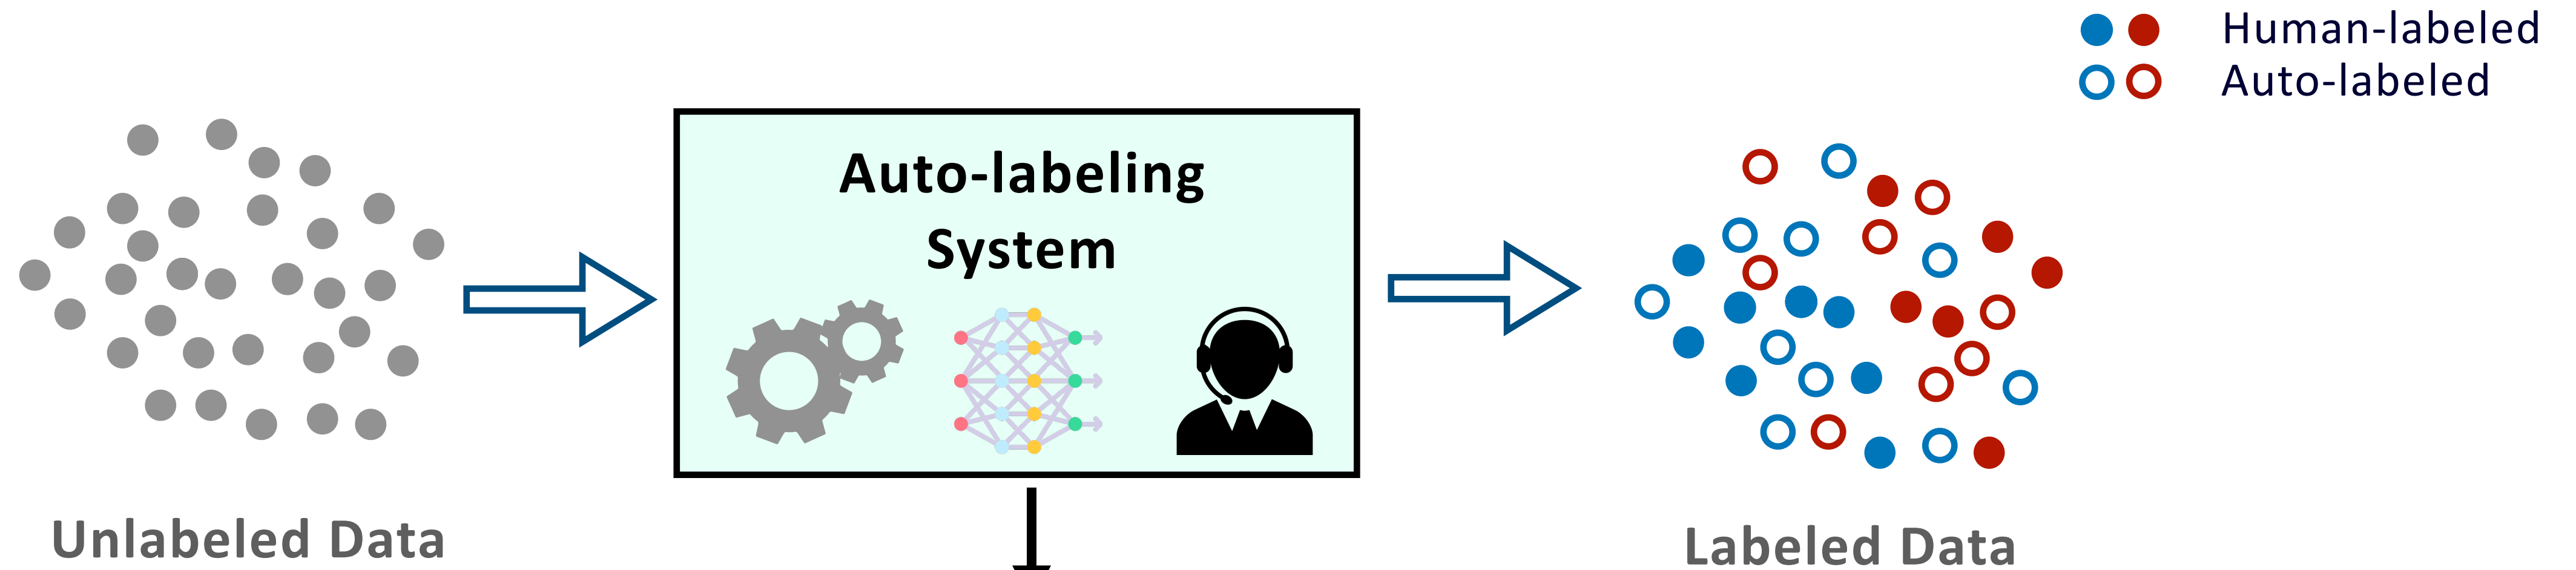 Human-labeled
Auto-labeled
Auto-labeling
System
Unlabeled Data
Labeled Data